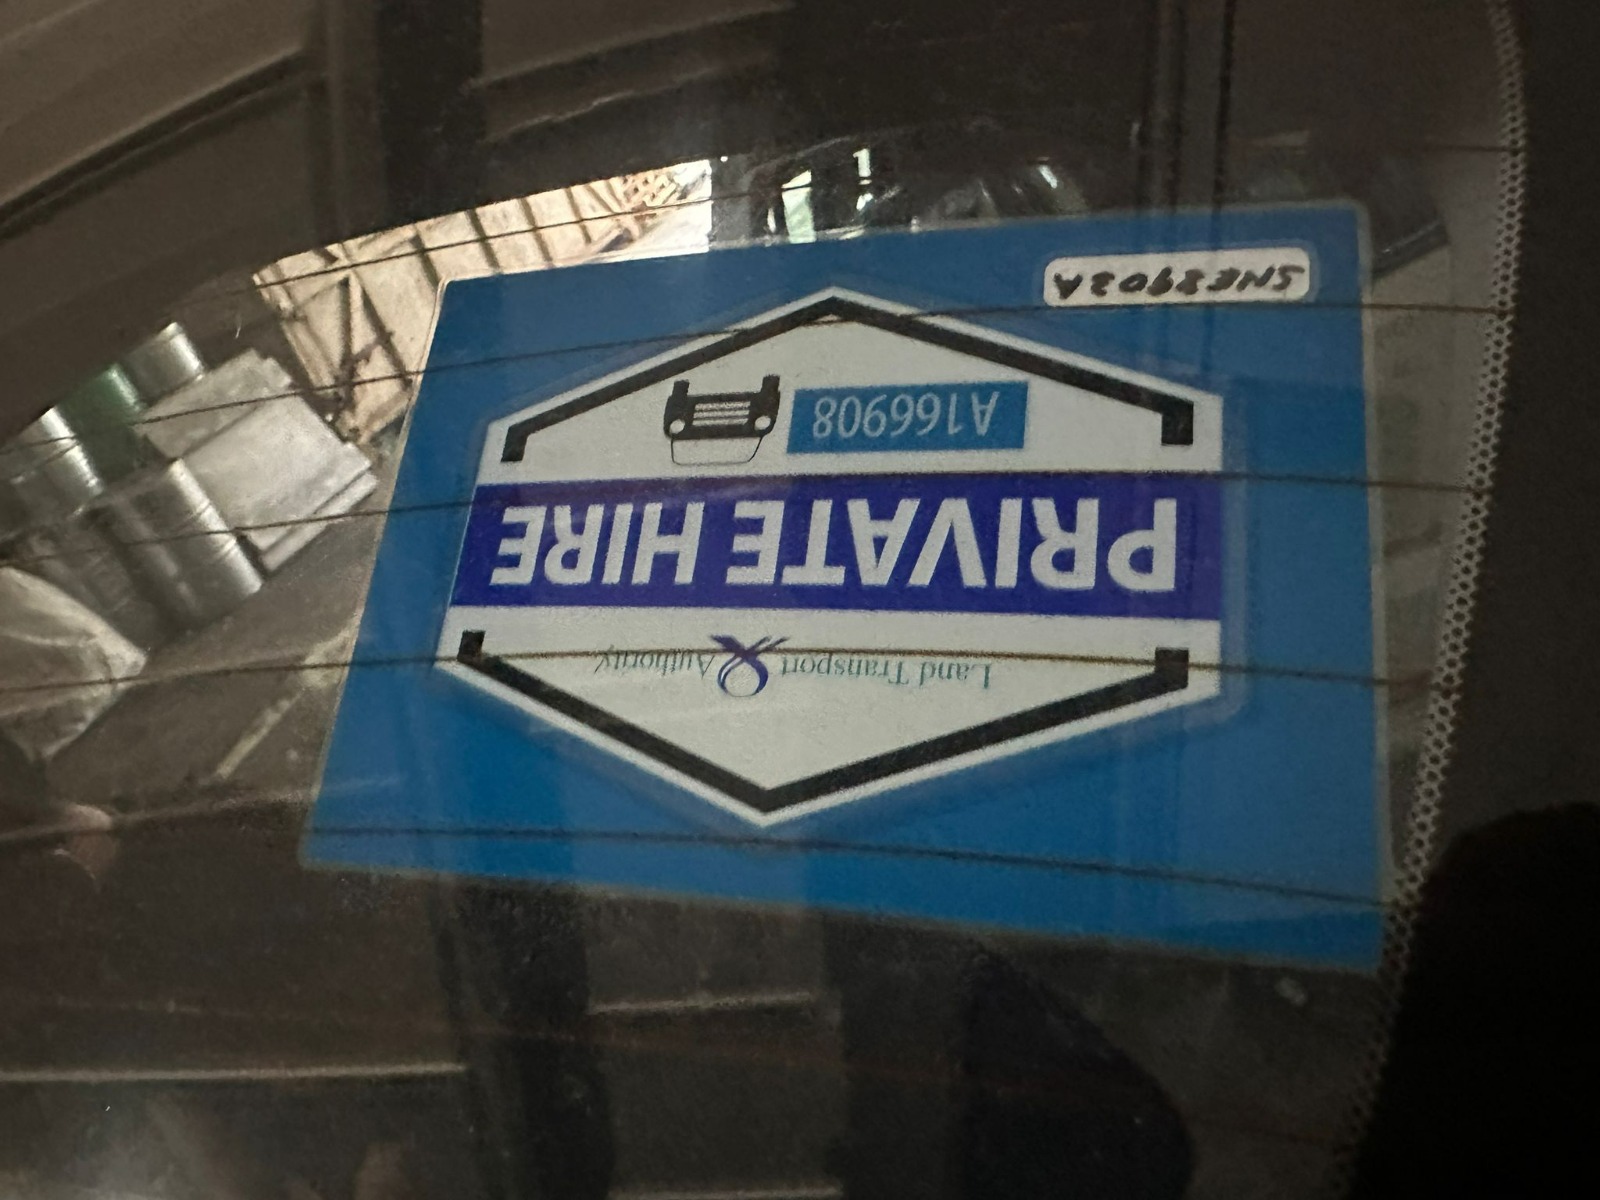 Land Transport Authority
PRIVATE HIRE
A166908
SNE8903A